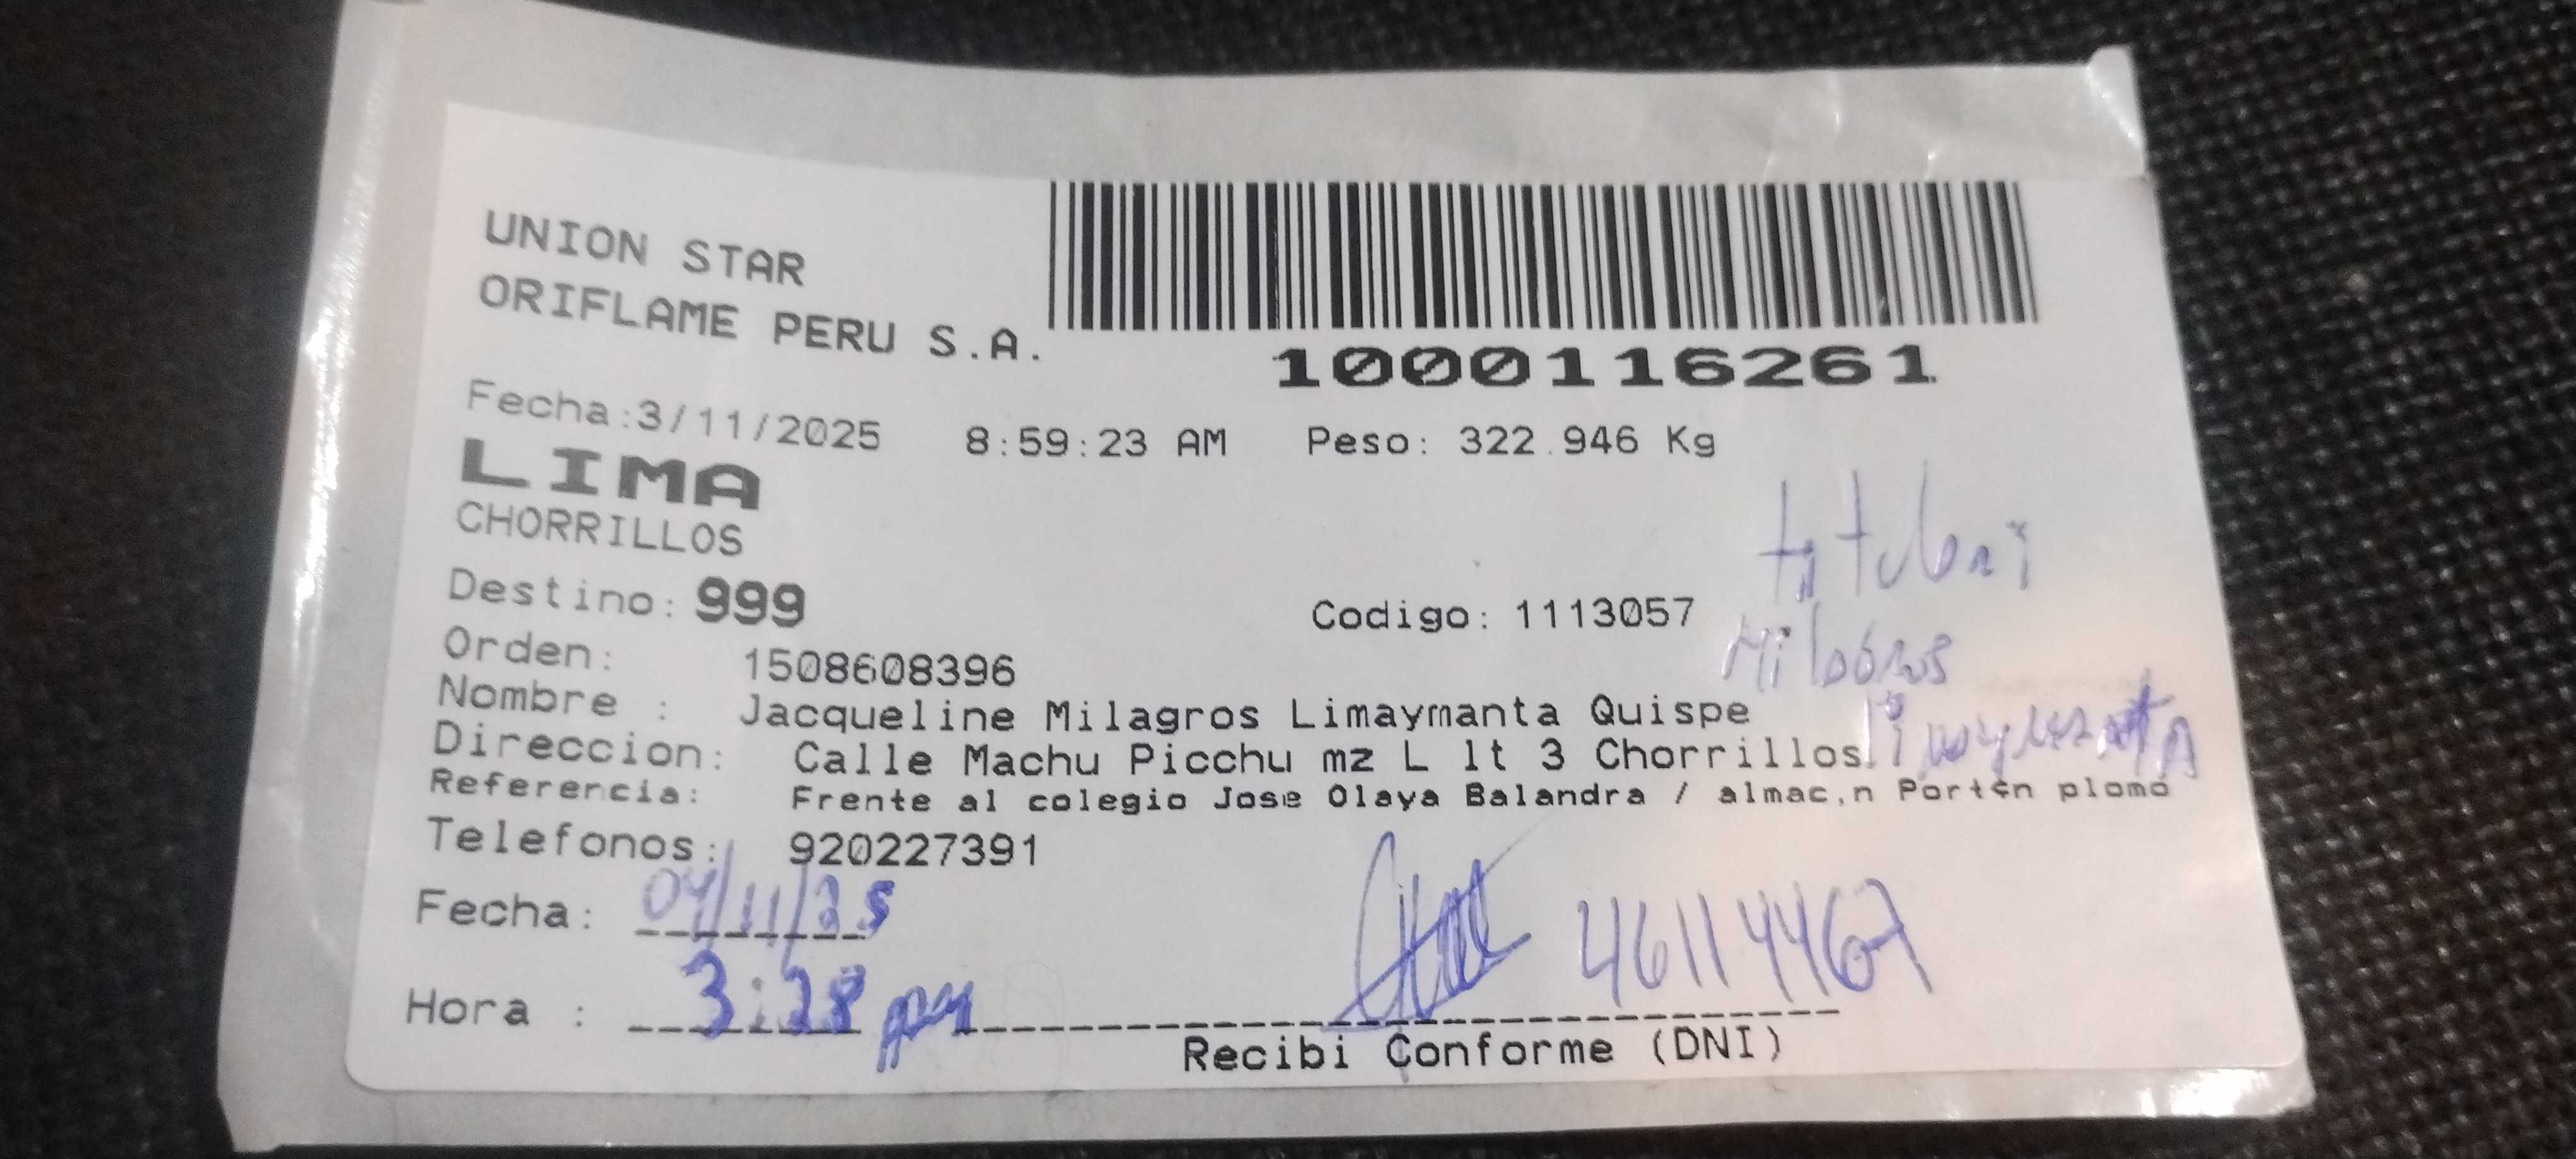 UNION STAR
ORIFLAME PERU S.A.
1000116261
Fecha:3/11/2025 8:59:23 AM Peso: 322.946 Kg
LIMA
CHORRILLOS
Destino: 999 Codigo: 1113057
Orden: 1508608396
Nombre : Jacqueline Milagros Limaymanta Quispe
Direccion: Calle Machu Picchu mz L lt 3 Chorrillos
Referencia: Frente al colegio Jose Olaya Balandra / almac,n Port¢n plomo
Telefonos: 920227391
Fecha: 04/11/25
Hora : 3:28 pm
46114467
Recibi Conforme (DNI)